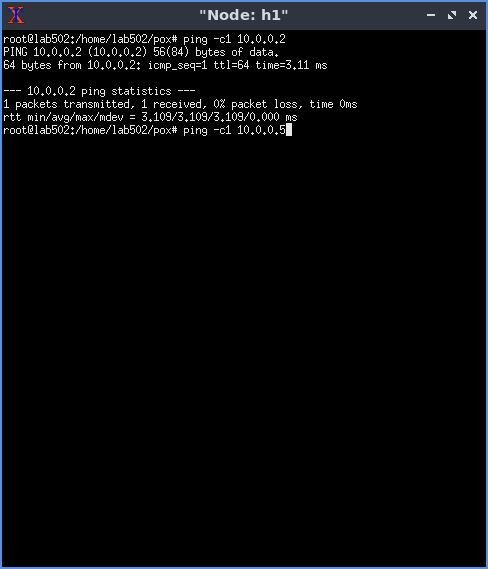 "Node: h1"
root@lab502:/home/lab502/pox# ping -c1 10.0.0.2
PING 10.0.0.2 (10.0.0.2) 56(84) bytes of data.
64 bytes from 10.0.0.2: icmp_seq=1 ttl=64 time=3.11 ms

--- 10.0.0.2 ping statistics ---
1 packets transmitted, 1 received, 0% packet loss, time 0ms
rtt min/avg/max/mdev = 3.109/3.109/3.109/0.000 ms
root@lab502:/home/lab502/pox# ping -c1 10.0.0.5